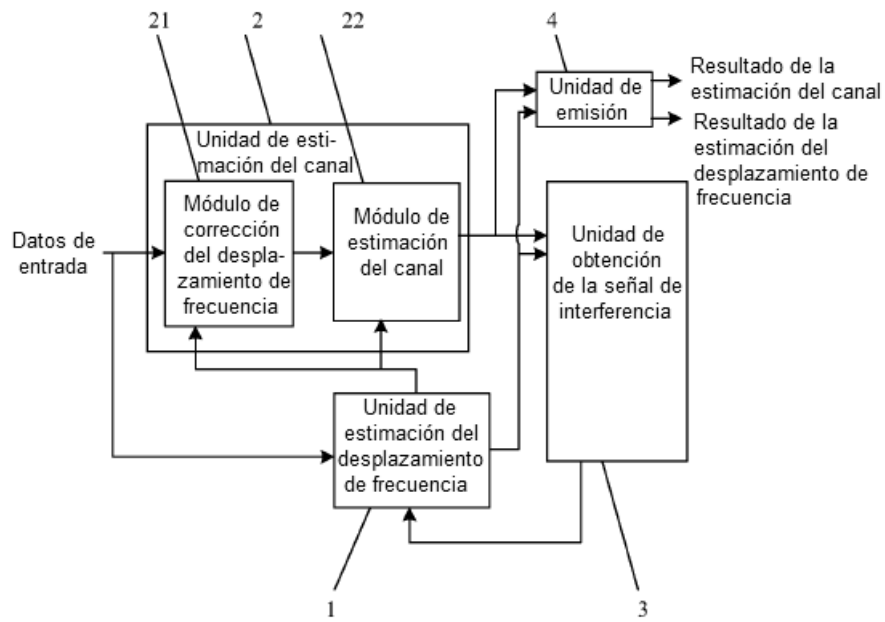 21
2
22
4
Unidad de
emisión
Resultado de la
estimación del canal
Resultado de la
estimación del
desplazamiento de
frecuencia
Unidad de esti-
mación del canal
Módulo de
corrección
del despla-
zamiento de
frecuencia
Módulo de
estimación
del canal
Datos de
entrada
Unidad de
obtención
de la señal de
interferencia
Unidad de
estimación del
desplazamiento
de frecuencia
1
3